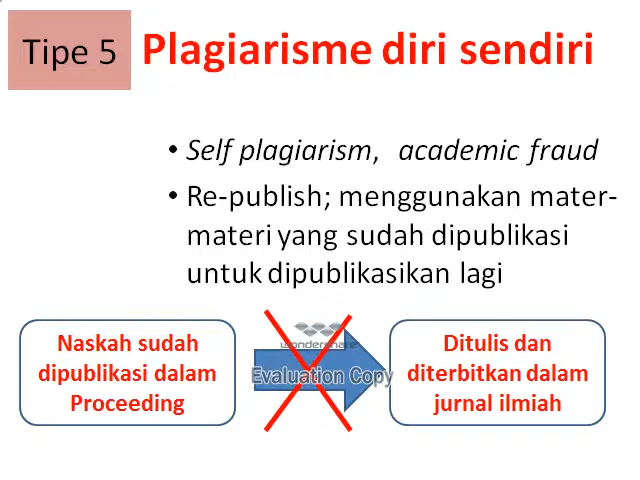 Tipe 5
Plagiarisme diri sendiri
• Self plagiarism, academic fraud
• Re-publish; menggunakan mater-
materi yang sudah dipublikasi
untuk dipublikasikan lagi
Naskah sudah
dipublikasi dalam
Proceeding
wondershare
Evaluation Copy
Ditulis dan
diterbitkan dalam
jurnal ilmiah